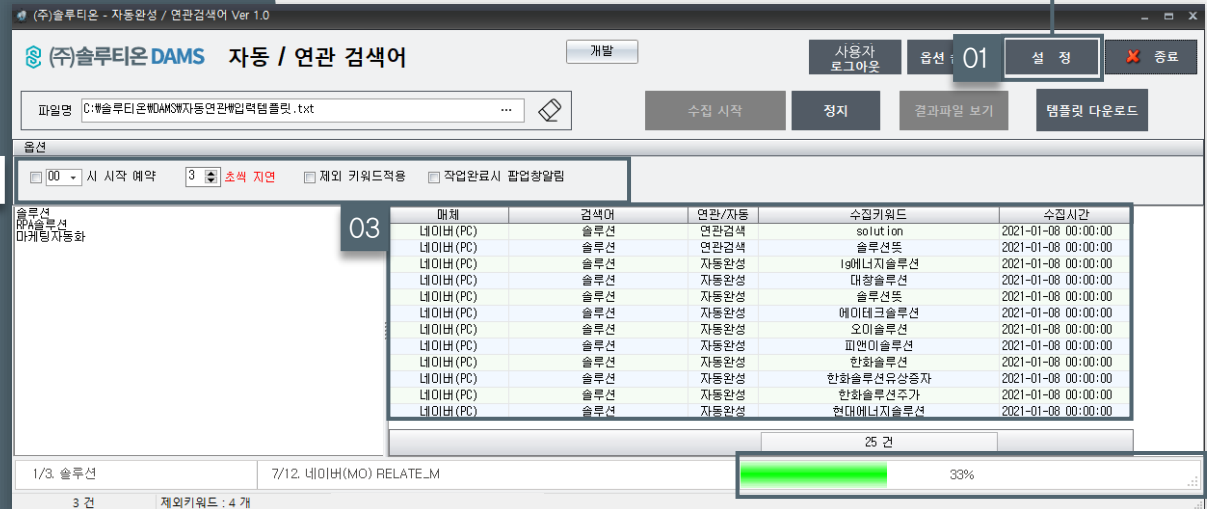 (주)솔루티온 - 자동완성 / 연관검색어 Ver 1.0
(주)솔루티온 DAMS 자동 / 연관 검색어
개발
사용자
로그아웃
옵션
01
설 정
종료
파일명
C:₩솔루티온₩DAMS₩자동연관₩입력템플릿.txt
...
수집 시작
정지
결과파일 보기
템플릿 다운로드
옵션
00 시 시작 예약 3 초씩 지연 제외 키워드적용 작업완료시 팝업창알림
솔루션
RPA솔루션
마케팅자동화
03
매체 검색어 연관/자동 수집키워드 수집시간
네이버(PC) 솔루션 연관검색 solution 2021-01-08 00:00:00
네이버(PC) 솔루션 연관검색 솔루션뜻 2021-01-08 00:00:00
네이버(PC) 솔루션 자동완성 lg에너지솔루션 2021-01-08 00:00:00
네이버(PC) 솔루션 자동완성 대창솔루션 2021-01-08 00:00:00
네이버(PC) 솔루션 자동완성 솔루션뜻 2021-01-08 00:00:00
네이버(PC) 솔루션 자동완성 에이테크솔루션 2021-01-08 00:00:00
네이버(PC) 솔루션 자동완성 오이솔루션 2021-01-08 00:00:00
네이버(PC) 솔루션 자동완성 피앤이솔루션 2021-01-08 00:00:00
네이버(PC) 솔루션 자동완성 한화솔루션 2021-01-08 00:00:00
네이버(PC) 솔루션 자동완성 한화솔루션유상증자 2021-01-08 00:00:00
네이버(PC) 솔루션 자동완성 한화솔루션주가 2021-01-08 00:00:00
네이버(PC) 솔루션 자동완성 현대에너지솔루션 2021-01-08 00:00:00
25 건
1/3. 솔루션
7/12. 네이버(MO) RELATE_M
33%
3 건
제외키워드 : 4 개